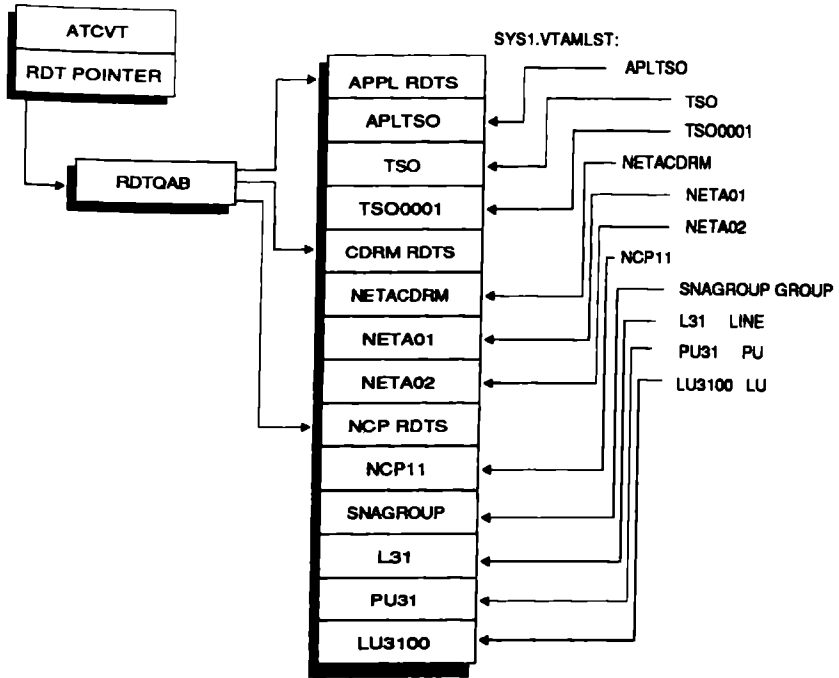 ATCVT
RDT POINTER
RDTQAB
APPL RDTS
APLTSO
TSO
TSO0001
CDRM RDTS
NETACDRM
NETA01
NETA02
NCP RDTS
NCP11
SNAGROUP
L31
PU31
LU3100
SYS1.VTAMLST:
APLTSO
TSO
TSO0001
NETACDRM
NETA01
NETA02
NCP11
SNAGROUP GROUP
L31 LINE
PU31 PU
LU3100 LU